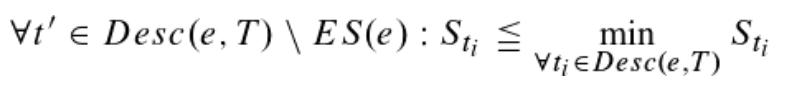 ∀t′ ∈ Desc(e, T) \ ES(e) : S_{t_i} ≦ min_{∀t_i∈Desc(e,T)} S_{t_i}